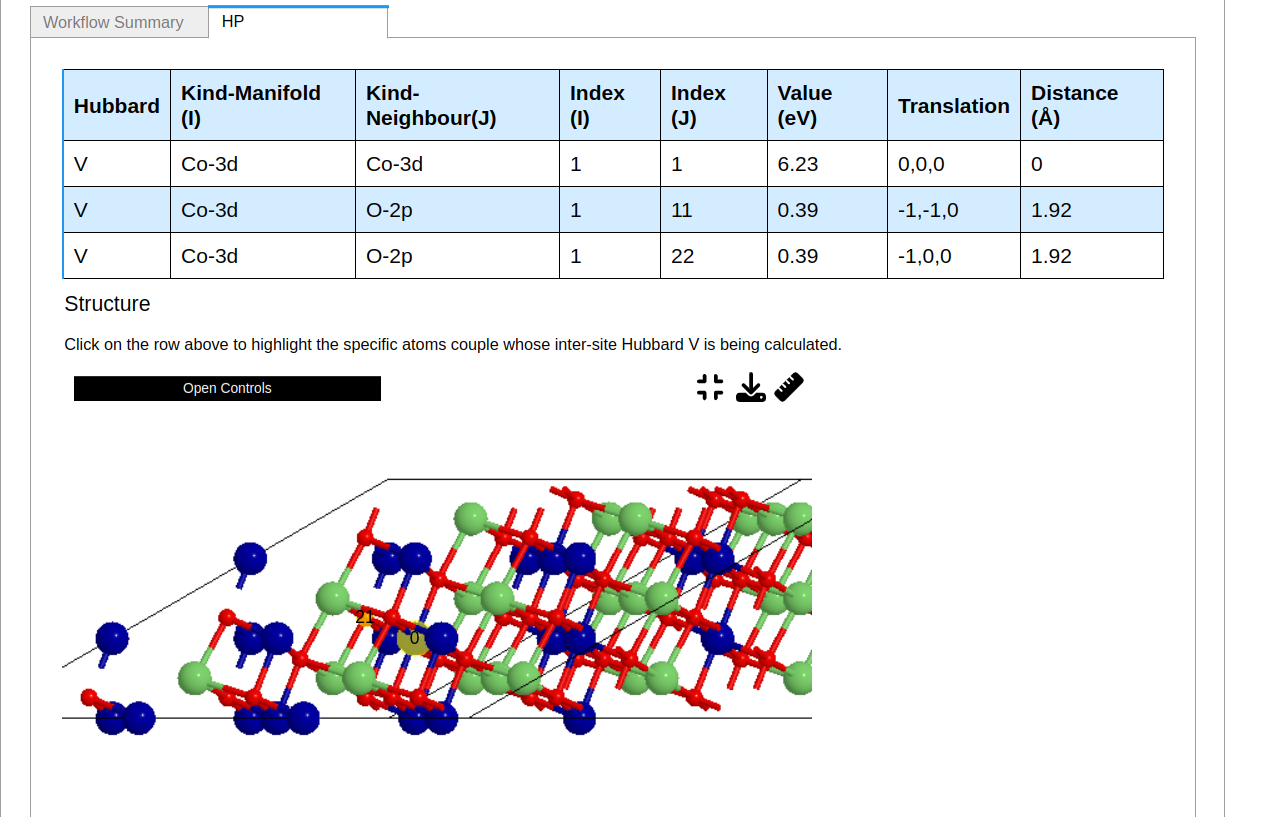 Workflow Summary
HP
Hubbard Kind-Manifold (I) Kind-Neighbour(J) Index (I) Index (J) Value (eV) Translation Distance (Å)
V Co-3d Co-3d 1 1 6.23 0,0,0 0
V Co-3d O-2p 1 11 0.39 -1,-1,0 1.92
V Co-3d O-2p 1 22 0.39 -1,0,0 1.92
Structure
Click on the row above to highlight the specific atoms couple whose inter-site Hubbard V is being calculated.
Open Controls
21
0